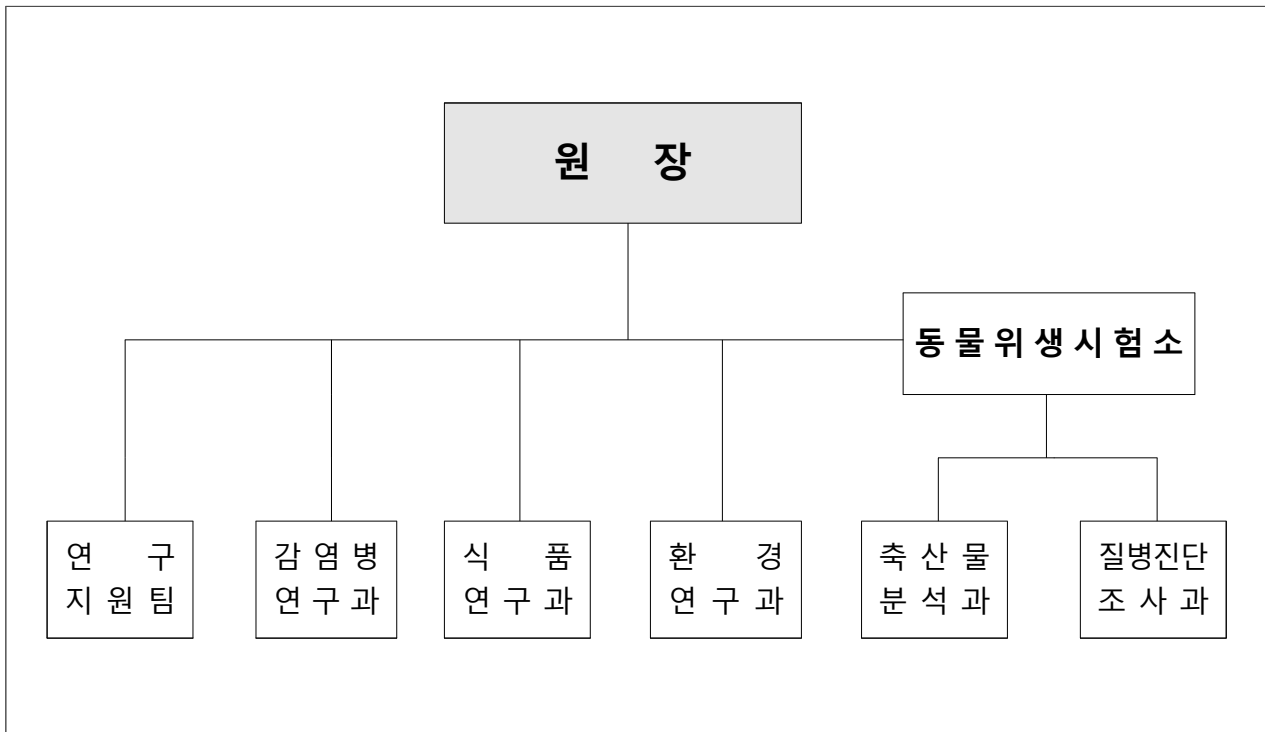 원 장
동물위생시험소
연 구
지원팀
감염병
연구과
식 품
연구과
환 경
연구과
축산물
분석과
질병진단
조사과